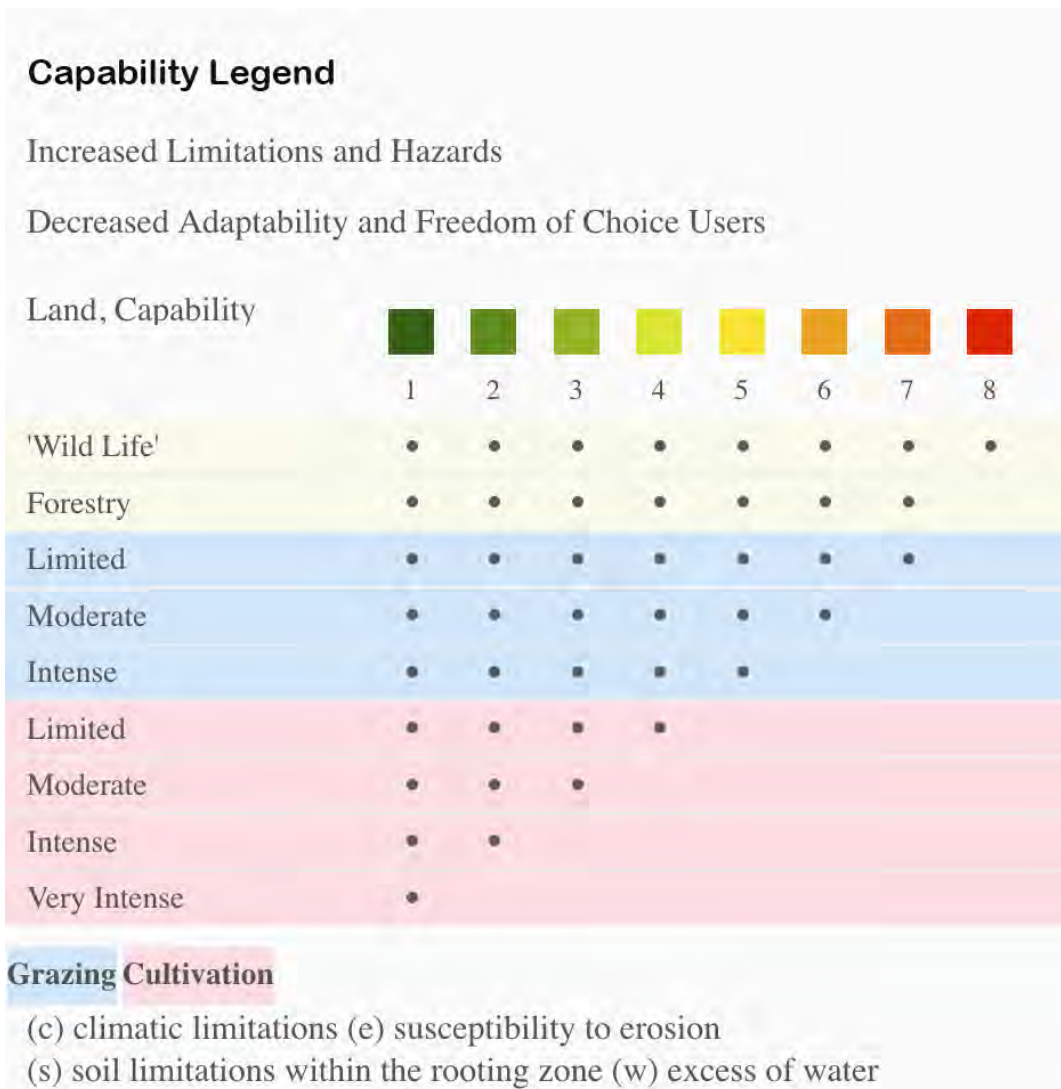 Capability Legend
Increased Limitations and Hazards
Decreased Adaptability and Freedom of Choice Users
Land, Capability
1 2 3 4 5 6 7 8
'Wild Life' • • • • • • • •
Forestry • • • • • • •
Limited • • • • • • •
Moderate • • • • • •
Intense • • • • •
Limited • • • •
Moderate • • •
Intense • •
Very Intense •
Grazing Cultivation
(c) climatic limitations (e) susceptibility to erosion
(s) soil limitations within the rooting zone (w) excess of water